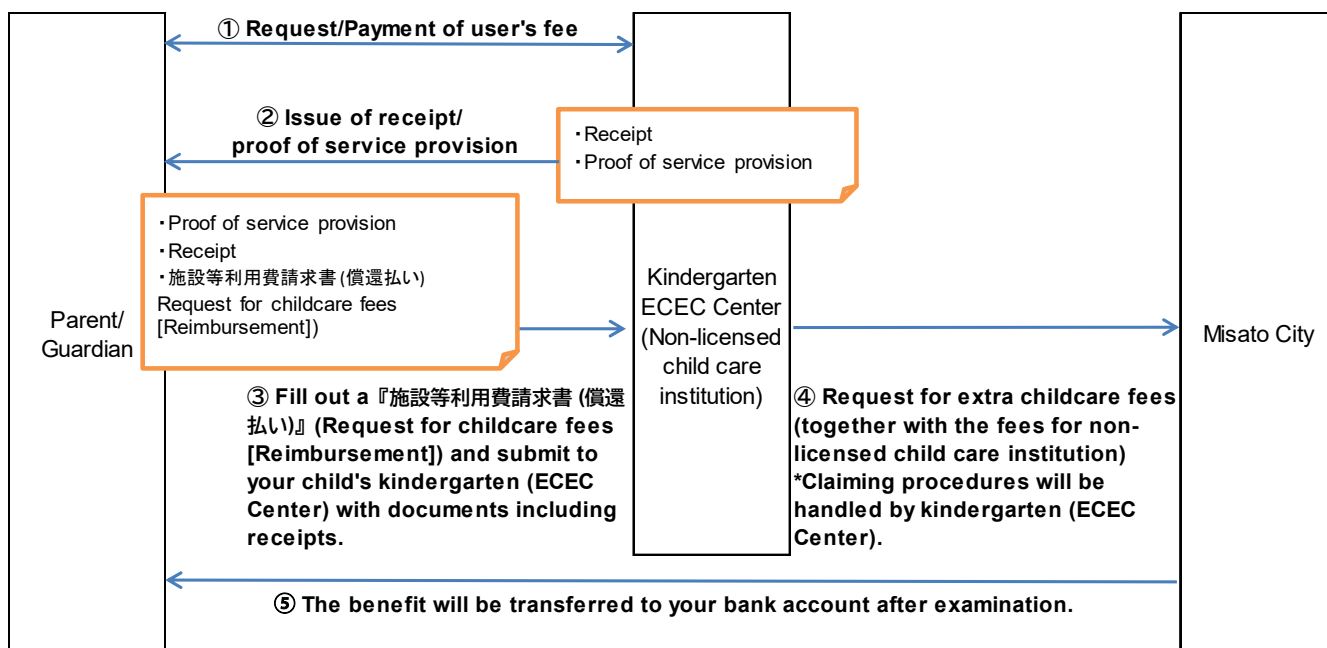 ① Request/Payment of user's fee
② Issue of receipt/
proof of service provision
・Receipt
・Proof of service provision
・Proof of service provision
・Receipt
・施設等利用費請求書(償還払い)
Request for childcare fees
[Reimbursement])
Parent/
Guardian
Kindergarten
ECEC Center
(Non-licensed
child care
institution)
Misato City
③ Fill out a『施設等利用費請求書 (償還
払い)』 (Request for childcare fees
[Reimbursement]) and submit to
your child's kindergarten (ECEC
Center) with documents including
receipts.
④ Request for extra childcare fees
(together with the fees for non-
licensed child care institution)
*Claiming procedures will be
handled by kindergarten (ECEC
Center).
⑤ The benefit will be transferred to your bank account after examination.